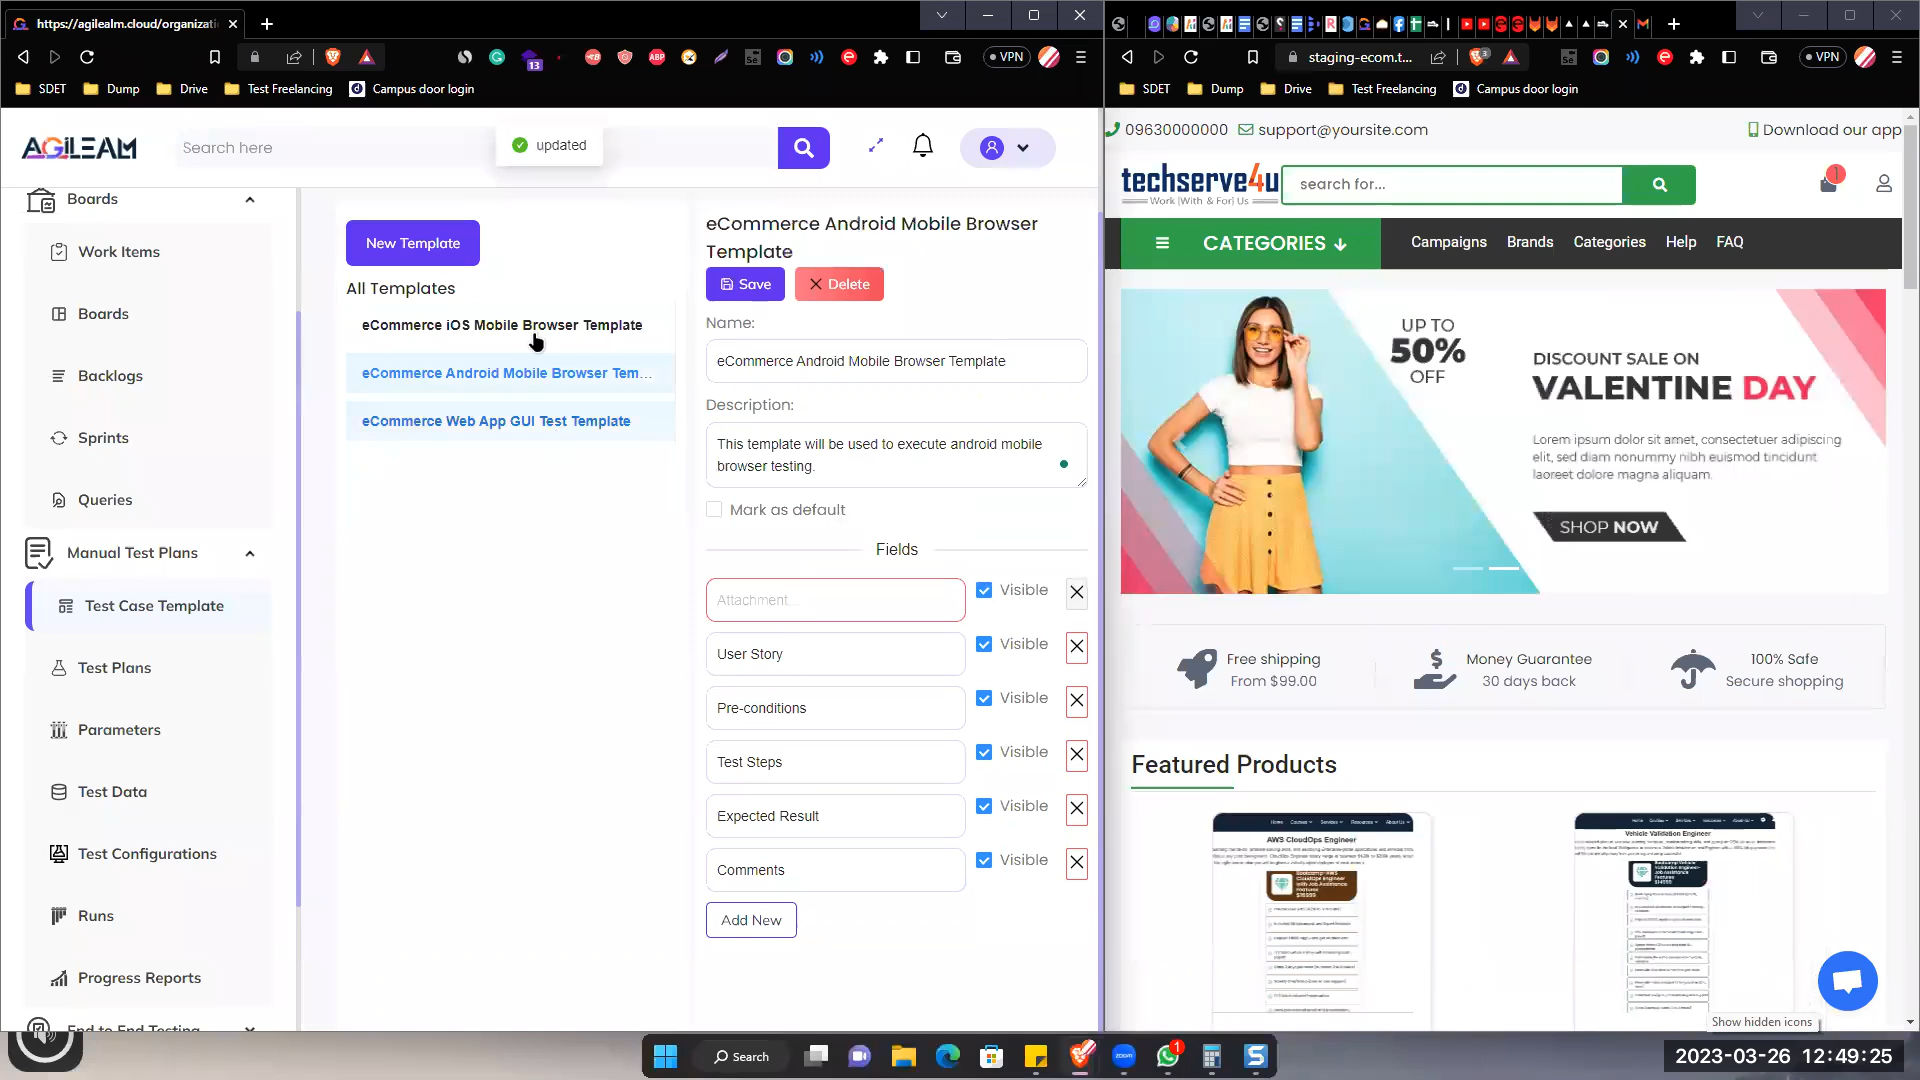 https://agilealm.cloud/organizati
VPN
SDET
Dump
Drive
Test Freelancing
Campus door login
13
AGILEAM
Search here
updated
Boards
Work Items
Boards
Backlogs
Sprints
Queries
Manual Test Plans
Test Case Template
Test Plans
Parameters
Test Data
Test Configurations
Runs
Progress Reports
End to End Testing
New Template
All Templates
eCommerce iOS Mobile Browser Template
eCommerce Android Mobile Browser Tem...
eCommerce Web App GUI Test Template
eCommerce Android Mobile Browser
Template
Save
Delete
Name:
eCommerce Android Mobile Browser Template
Description:
This template will be used to execute android mobile
browser testing.
Mark as default
Fields
Attachment... Visible
User Story Visible
Pre-conditions Visible
Test Steps Visible
Expected Result Visible
Comments Visible
Add New
staging-ecom.t...
VPN
SDET
Dump
Drive
Test Freelancing
Campus door login
09630000000 support@yoursite.com
Download our app
techserve4u
Work (With & For) Us
search for...
1
CATEGORIES
Campaigns
Brands
Categories
Help
FAQ
UP TO
50%
OFF
DISCOUNT SALE ON
VALENTINE DAY
Lorem ipsum dolor sit amet, consectetuer adipiscing
elit, sed diam nonummy nibh euismod tincidunt
laoreet dolore magna aliquam.
SHOP NOW
Free shipping
From $99.00
Money Guarantee
30 days back
100% Safe
Secure shopping
Featured Products
AWS CloudOps Engineer
Vehicle Validation Engineer
Show hidden icons
Search
1
2023-03-26 12:49:25